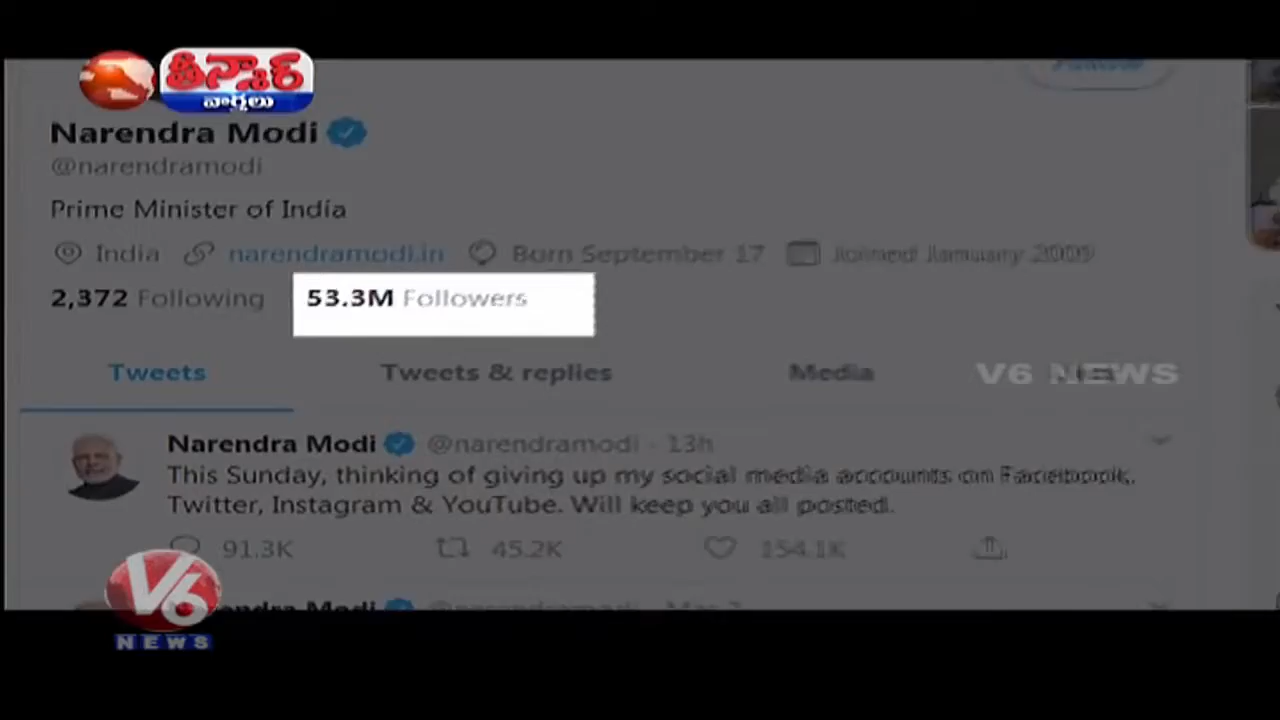 తీన్మార్
వార్తలు
Narendra Modi
@narendramodi
Prime Minister of India
India narendramodi.in Born September 17 Joined January 2009
2,372 Following 53.3M Followers
Tweets Tweets & replies Media
V6 NEWS
Narendra Modi @narendramodi · 13h
This Sunday, thinking of giving up my social media accounts on Facebook,
Twitter, Instagram & YouTube. Will keep you all posted.
91.3K 45.2K 154.1K
Narendra Modi @narendramodi
V6
NEWS